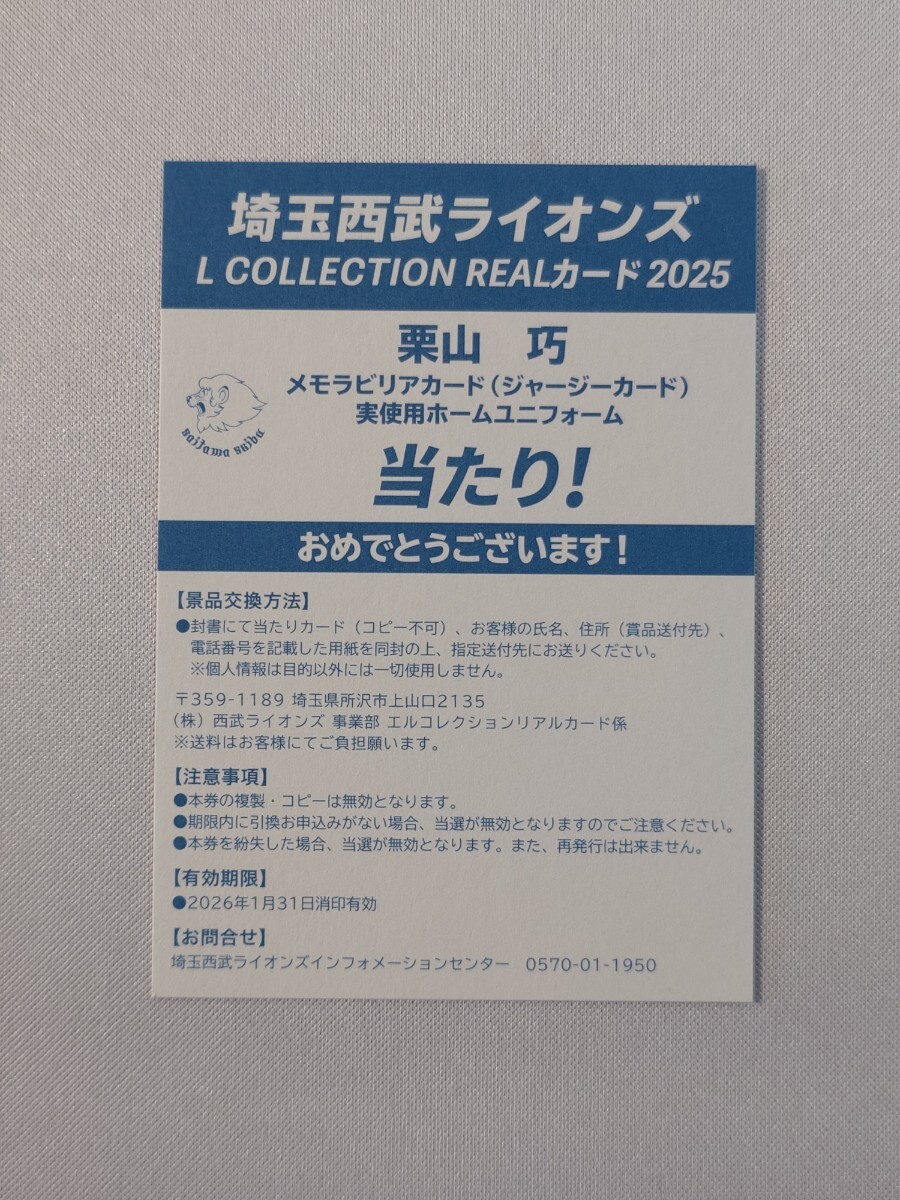 埼玉西武ライオンズ
L COLLECTION REALカード 2025
栗山 巧
メモラビリアカード（ジャージーカード）
実使用ホームユニフォーム
saitama seibu
当たり！
おめでとうございます！
【景品交換方法】
●封書にて当たりカード（コピー不可）、お客様の氏名、住所（賞品送付先）、
電話番号を記載した用紙を同封の上、指定送付先にお送りください。
※個人情報は目的以外には一切使用しません。
〒359-1189 埼玉県所沢市上山口2135
（株）西武ライオンズ 事業部 エルコレクションリアルカード係
※送料はお客様にてご負担願います。
【注意事項】
●本券の複製・コピーは無効となります。
●期限内に引換お申込みがない場合、当選が無効となりますのでご注意ください。
●本券を紛失した場合、当選が無効となります。また、再発行は出来ません。
【有効期限】
●2026年1月31日消印有効
【お問合せ】
埼玉西武ライオンズインフォメーションセンター 0570-01-1950